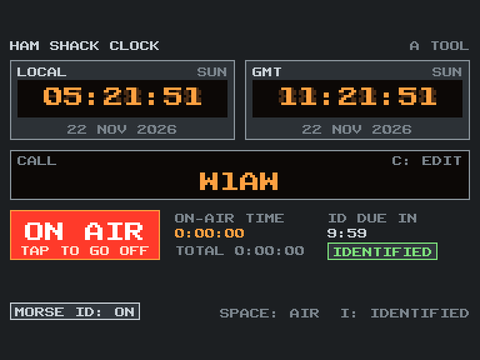 HAM SHACK CLOCK
A TOOL
LOCAL SUN
05:21:51
22 NOV 2026
GMT SUN
11:21:51
22 NOV 2026
CALL C: EDIT
W1AW
ON AIR
TAP TO GO OFF
ON-AIR TIME
0:00:00
TOTAL 0:00:00
ID DUE IN
9:59
IDENTIFIED
MORSE ID: ON
SPACE: AIR I: IDENTIFIED